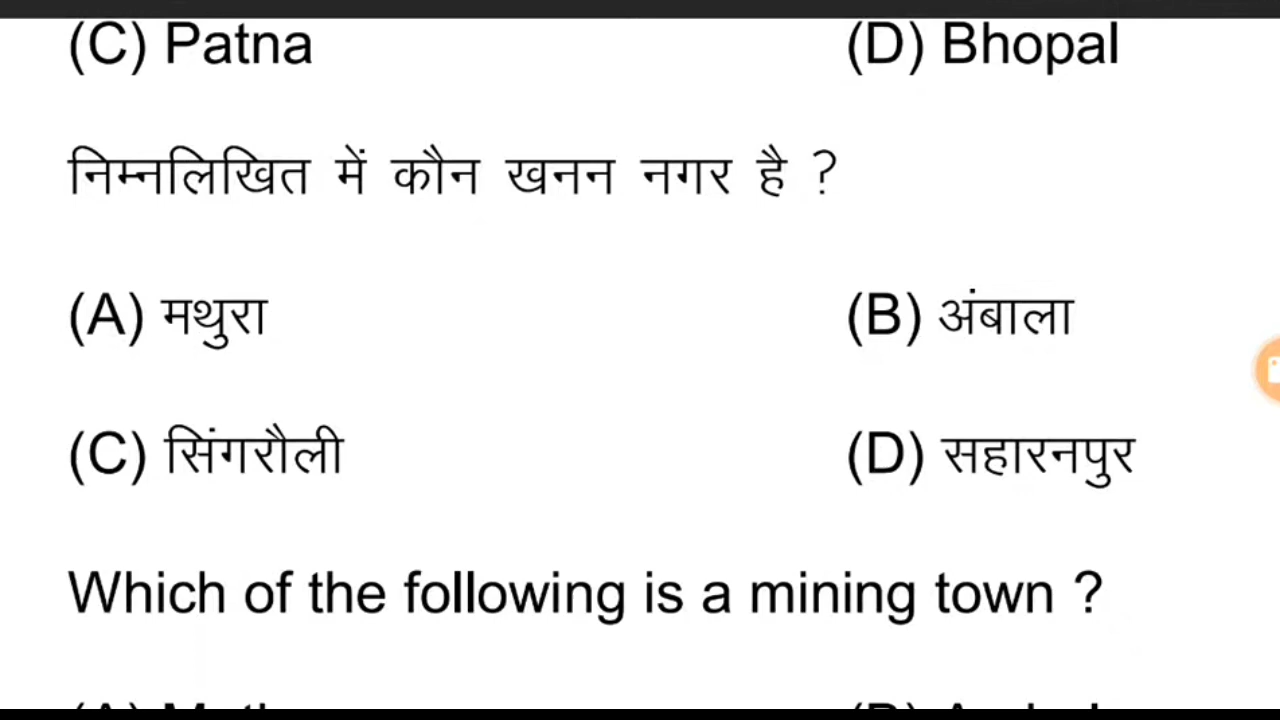 (C) Patna (D) Bhopal
निम्नलिखित में कौन खनन नगर है ?
(A) मथुरा (B) अंबाला
(C) सिंगरौली (D) सहारनपुर
Which of the following is a mining town ?